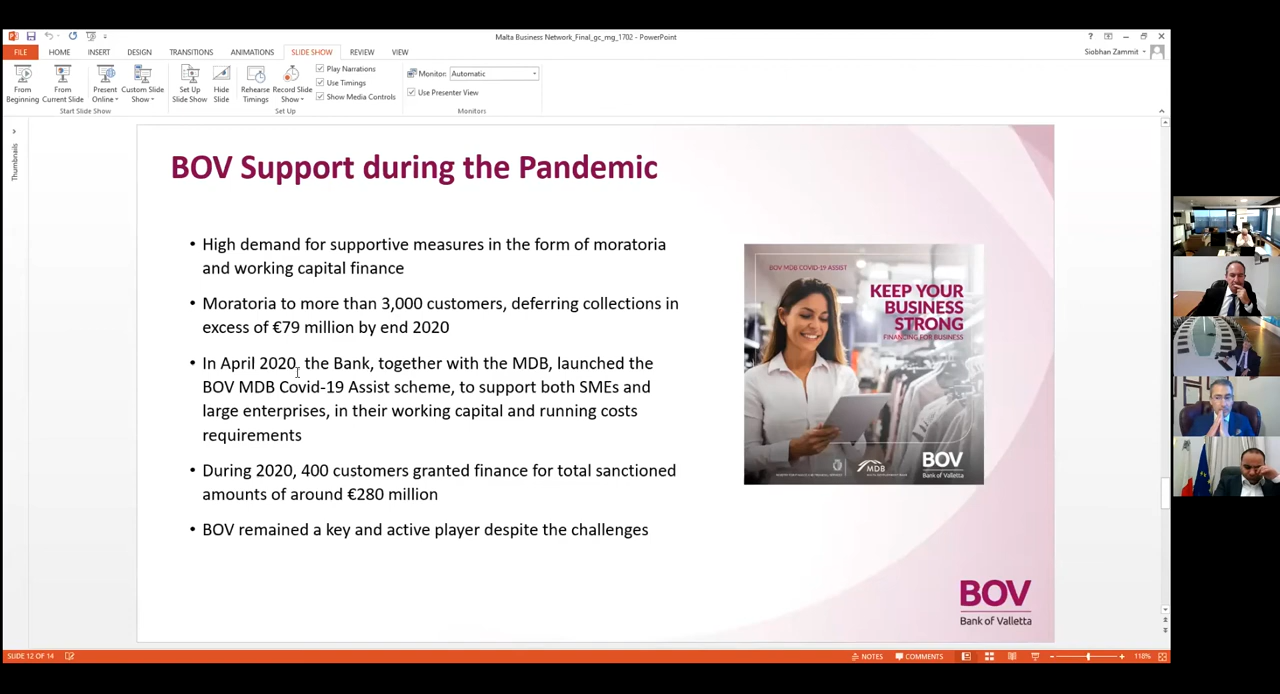 Malta Business Network_Final_gc_mg_1702 - PowerPoint
FILE HOME INSERT DESIGN TRANSITIONS ANIMATIONS SLIDE SHOW REVIEW VIEW
Siobhan Zammit
From Beginning
From Current Slide
Present Online
Custom Slide Show
Start Slide Show
Set Up Slide Show
Hide Slide
Rehearse Timings
Record Slide Show
Play Narrations
Use Timings
Show Media Controls
Set Up
Monitor: Automatic
Use Presenter View
Monitors
Thumbnails
BOV Support during the Pandemic
• High demand for supportive measures in the form of moratoria
and working capital finance
• Moratoria to more than 3,000 customers, deferring collections in
excess of €79 million by end 2020
• In April 2020, the Bank, together with the MDB, launched the
BOV MDB Covid-19 Assist scheme, to support both SMEs and
large enterprises, in their working capital and running costs
requirements
• During 2020, 400 customers granted finance for total sanctioned
amounts of around €280 million
• BOV remained a key and active player despite the challenges
BOV MDB COVID-19 ASSIST
KEEP YOUR
BUSINESS
STRONG
FINANCING FOR BUSINESS
MDB
BOV
Bank of Valletta
BOV
Bank of Valletta
SLIDE 12 OF 14
NOTES
COMMENTS
118%